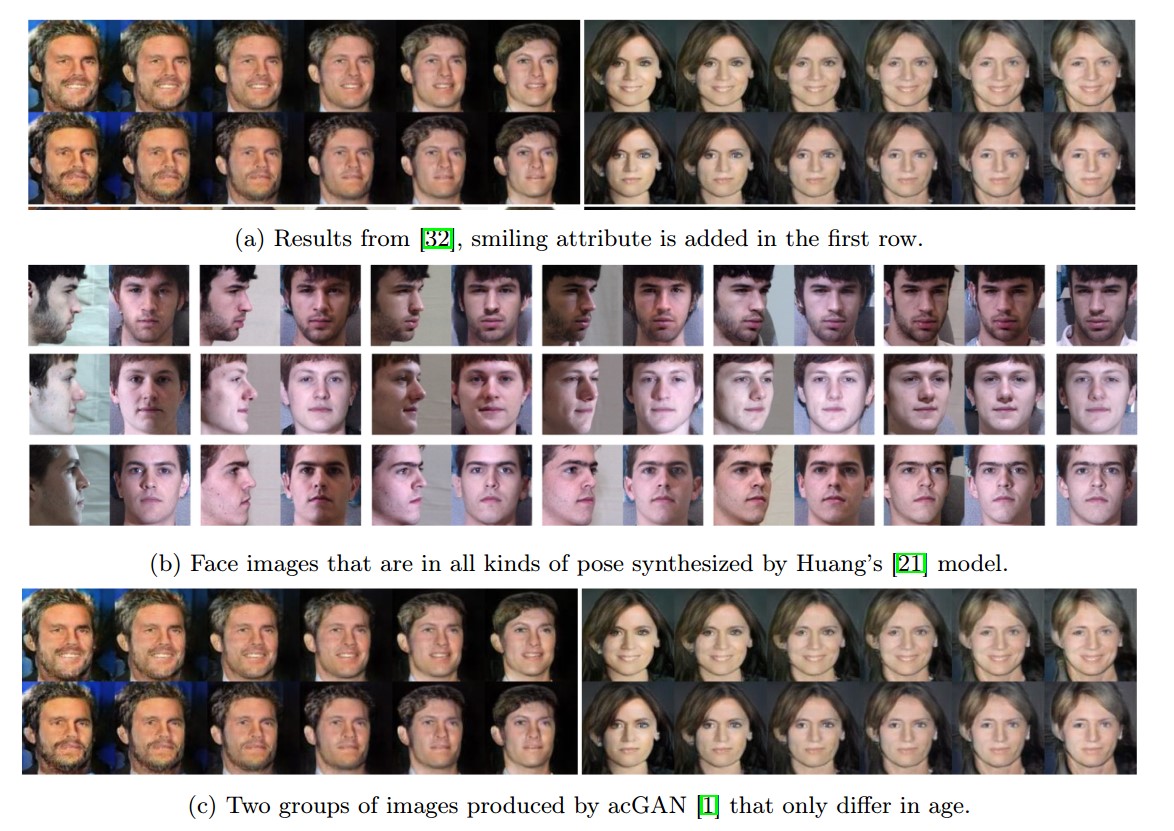 (a) Results from [32], smiling attribute is added in the first row.
(b) Face images that are in all kinds of pose synthesized by Huang’s [21] model.
(c) Two groups of images produced by acGAN [1] that only differ in age.